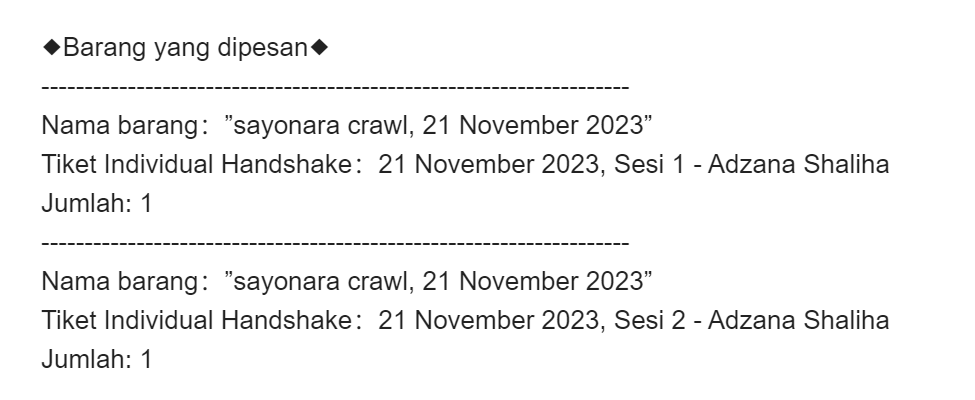 ◆Barang yang dipesan◆
--------------------------------------------------------------------
Nama barang：”sayonara crawl, 21 November 2023”
Tiket Individual Handshake：21 November 2023, Sesi 1 - Adzana Shaliha
Jumlah: 1
--------------------------------------------------------------------
Nama barang：”sayonara crawl, 21 November 2023”
Tiket Individual Handshake：21 November 2023, Sesi 2 - Adzana Shaliha
Jumlah: 1